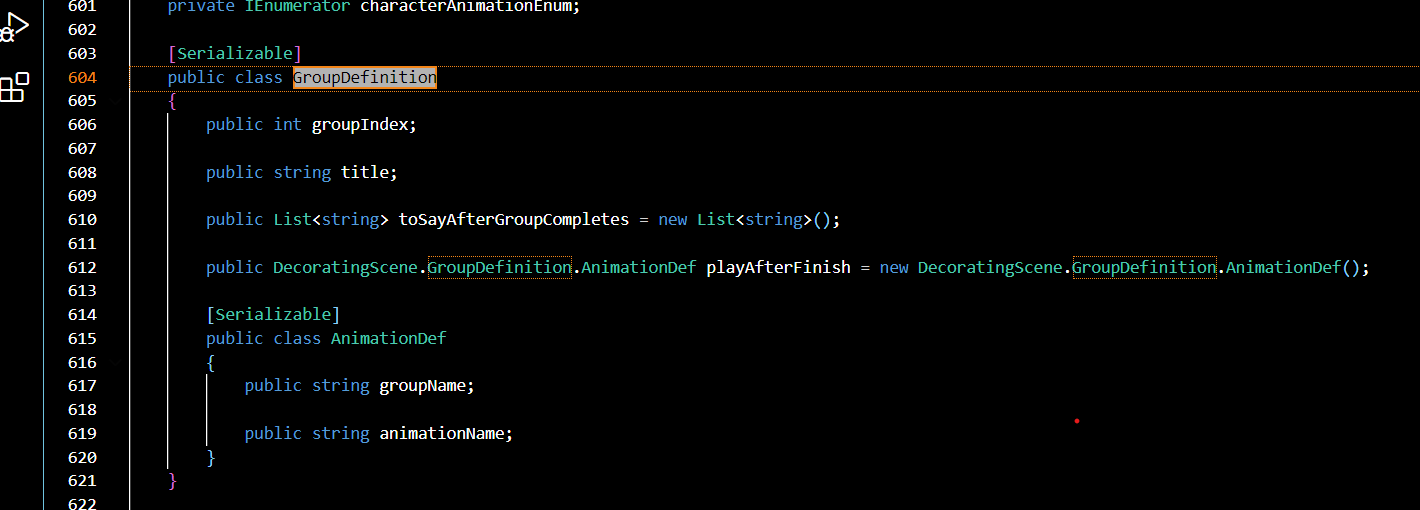 601 private IEnumerator characterAnimationEnum;
602
603 [Serializable]
604 public class GroupDefinition
605 {
606 public int groupIndex;
607
608 public string title;
609
610 public List<string> toSayAfterGroupCompletes = new List<string>();
611
612 public DecoratingScene.GroupDefinition.AnimationDef playAfterFinish = new DecoratingScene.GroupDefinition.AnimationDef();
613
614 [Serializable]
615 public class AnimationDef
616 {
617 public string groupName;
618
619 public string animationName;
620 }
621 }
622